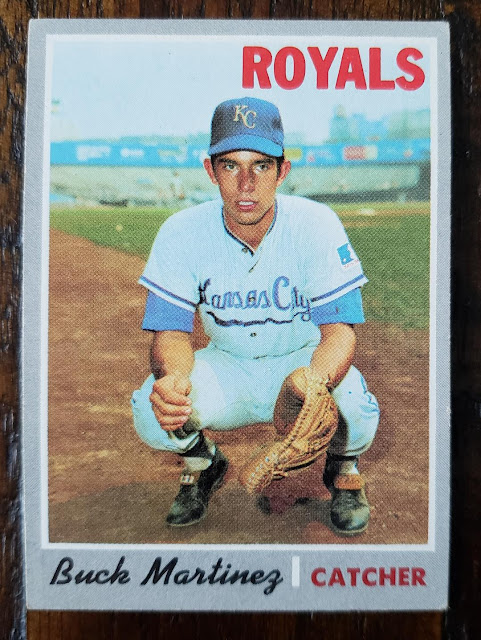 ROYALS
KC
Kansas City
Buck Martinez | CATCHER